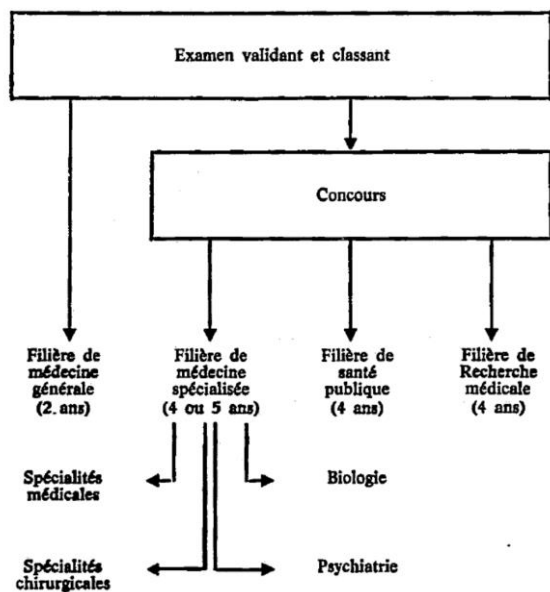 Examen validant et classant
Concours
Filière de
médecine
générale
(2. ans)
Filière de
médecine
spécialisée
(4 ou 5 ans)
Filière de
santé
publique
(4 ans)
Filière de
Recherche
médicale
(4 ans)
Spécialités
médicales
Biologie
Spécialités
chirurgicales
Psychiatrie